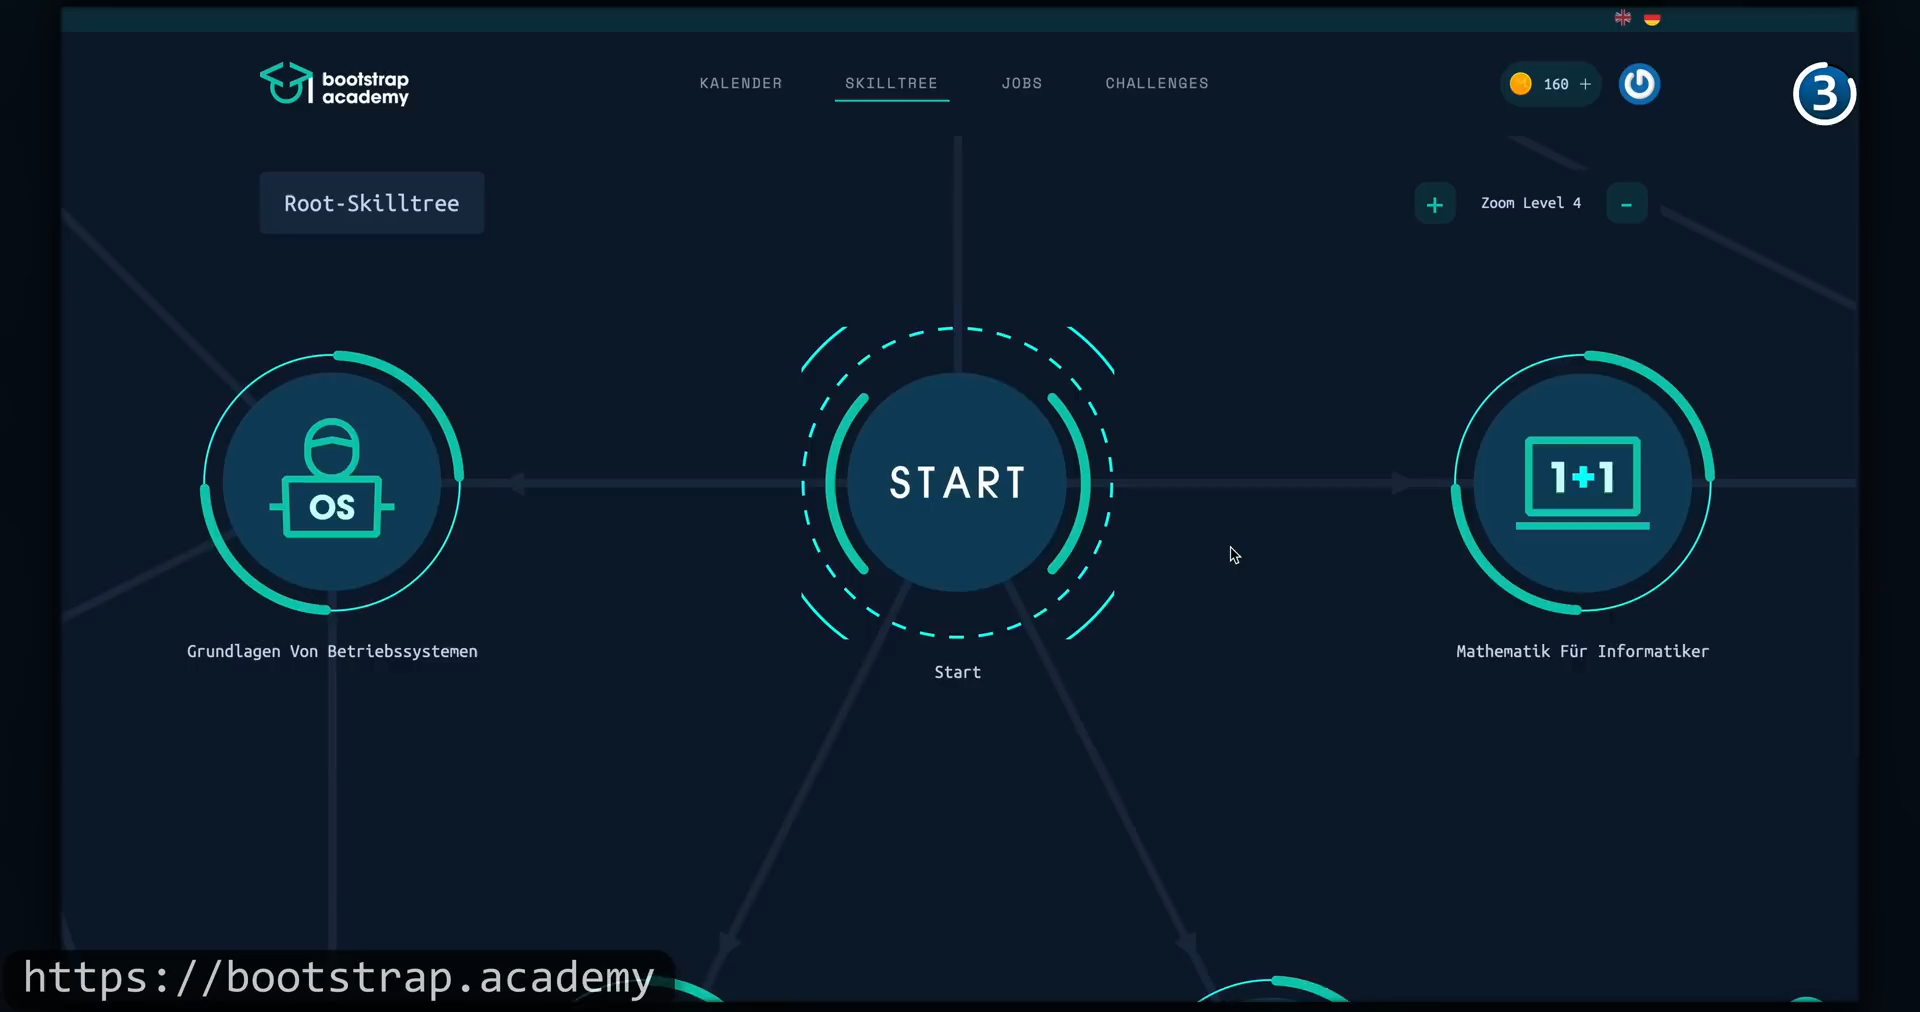 bootstrap
academy
KALENDER
SKILLTREE
JOBS
CHALLENGES
160 +
3
Root-Skilltree
+
Zoom Level 4
-
OS
START
1+1
Grundlagen Von Betriebssystemen
Start
Mathematik Für Informatiker
https://bootstrap.academy